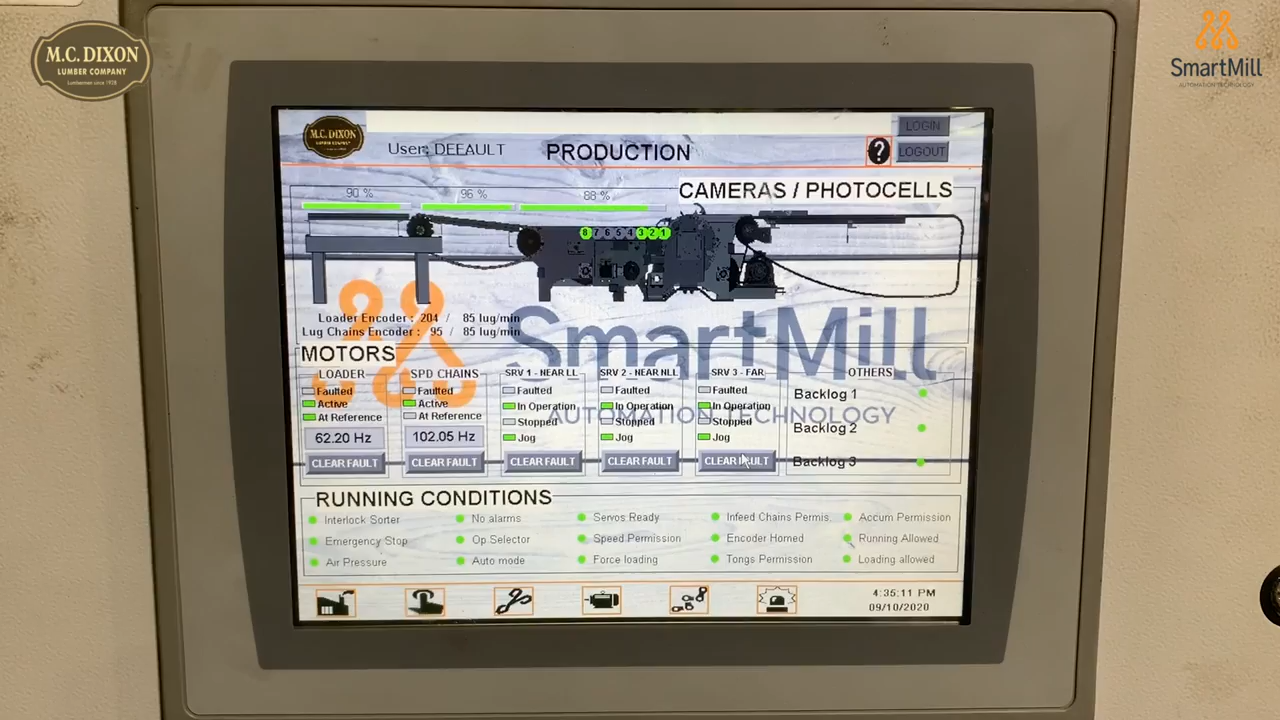 M.C. DIXON
LUMBER COMPANY
Lumbermen since 1928
SmartMill
AUTOMATION TECHNOLOGY
M.C. DIXON
User: DEFAULT
PRODUCTION
?
LOGIN
LOGOUT
90 %
96 %
88 %
CAMERAS / PHOTOCELLS
8 7 6 5 4 3 2 1
Loader Encoder : 204 / 85 lug/min
Lug Chains Encoder : 95 / 85 lug/min
SmartMill
AUTOMATION TECHNOLOGY
MOTORS
LOADER
Faulted
Active
At Reference
62.20 Hz
CLEAR FAULT
SPD CHAINS
Faulted
Active
At Reference
102.05 Hz
CLEAR FAULT
SRV 1 - NEAR LL
Faulted
In Operation
Stopped
Jog
CLEAR FAULT
SRV 2 - NEAR NLL
Faulted
In Operation
Stopped
Jog
CLEAR FAULT
SRV 3 - FAR
Faulted
In Operation
Stopped
Jog
CLEAR FAULT
OTHERS
Backlog 1
Backlog 2
Backlog 3
RUNNING CONDITIONS
Interlock Sorter
Emergency Stop
Air Pressure
No alarms
Op Selector
Auto mode
Servos Ready
Speed Permission
Force loading
Infeed Chains Permis.
Encoder Homed
Tongs Permission
Accum Permission
Running Allowed
Loading allowed
4:35:11 PM
09/10/2020